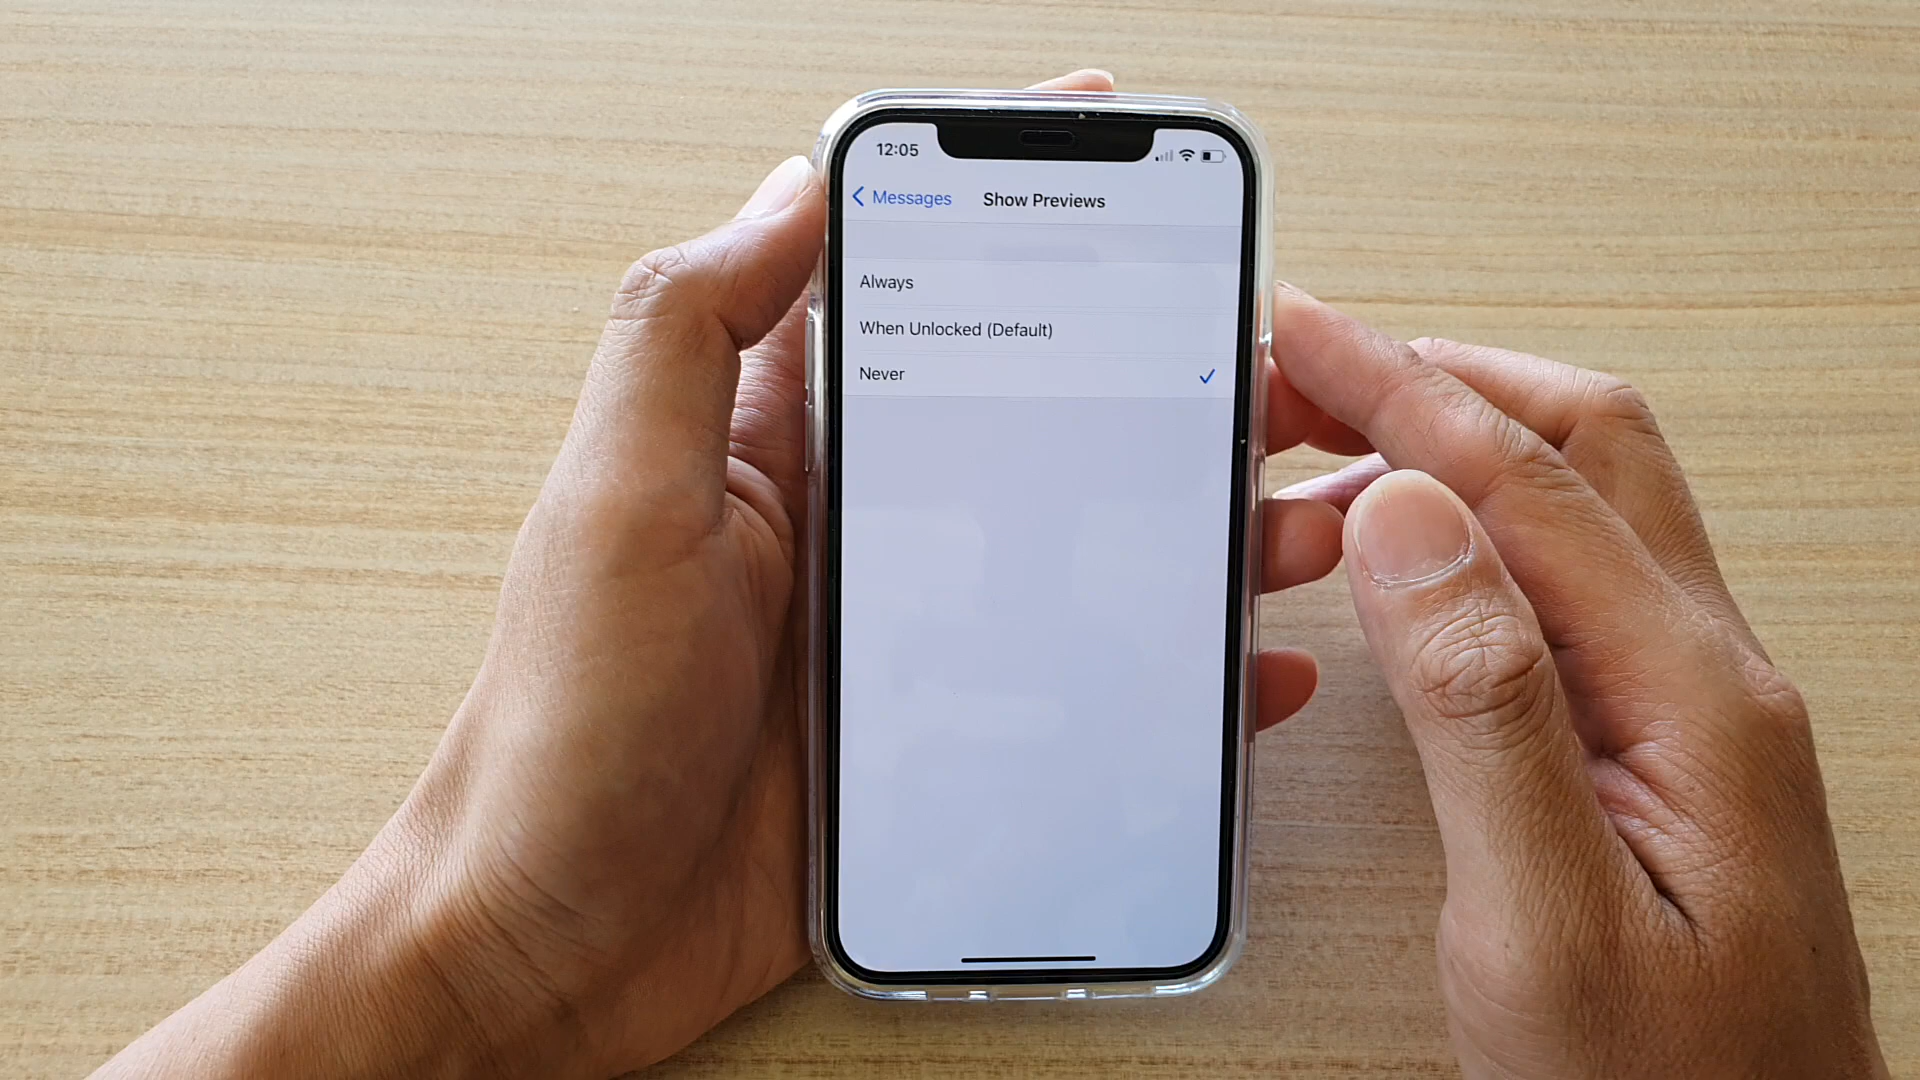 12:05
Messages
Show Previews
Always
When Unlocked (Default)
Never